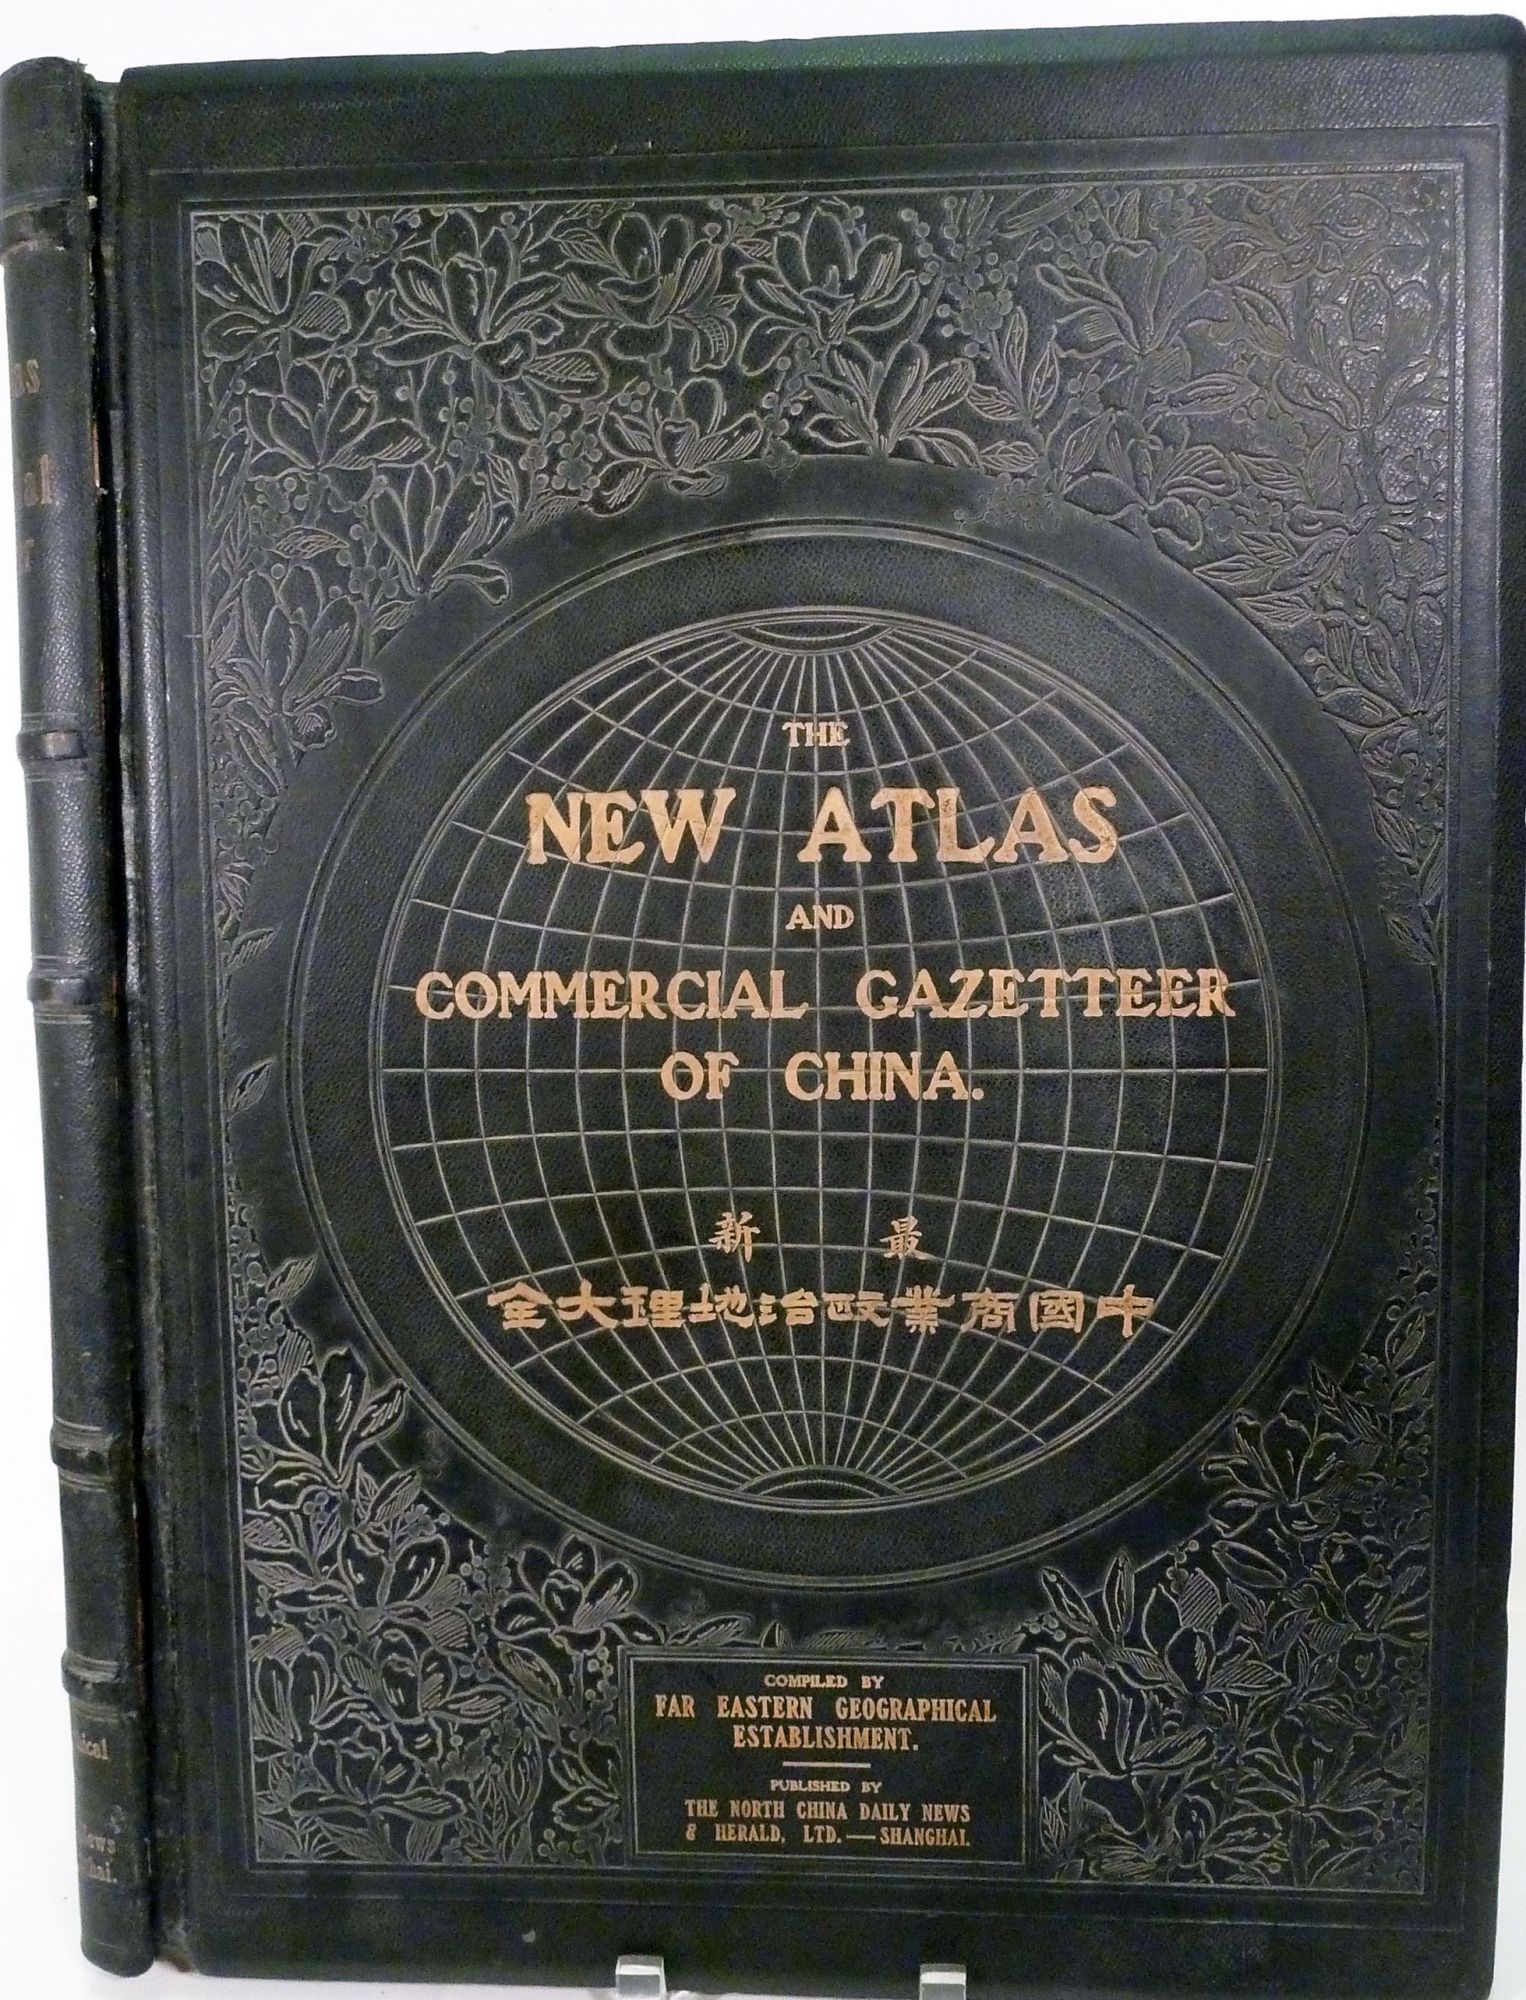 THE
NEW ATLAS
AND
COMMERCIAL GAZETTEER
OF CHINA.
最新
中國商業政治地理大全
COMPILED BY
FAR EASTERN GEOGRAPHICAL
ESTABLISHMENT.
PUBLISHED BY
THE NORTH CHINA DAILY NEWS
& HERALD, LTD. — SHANGHAI.